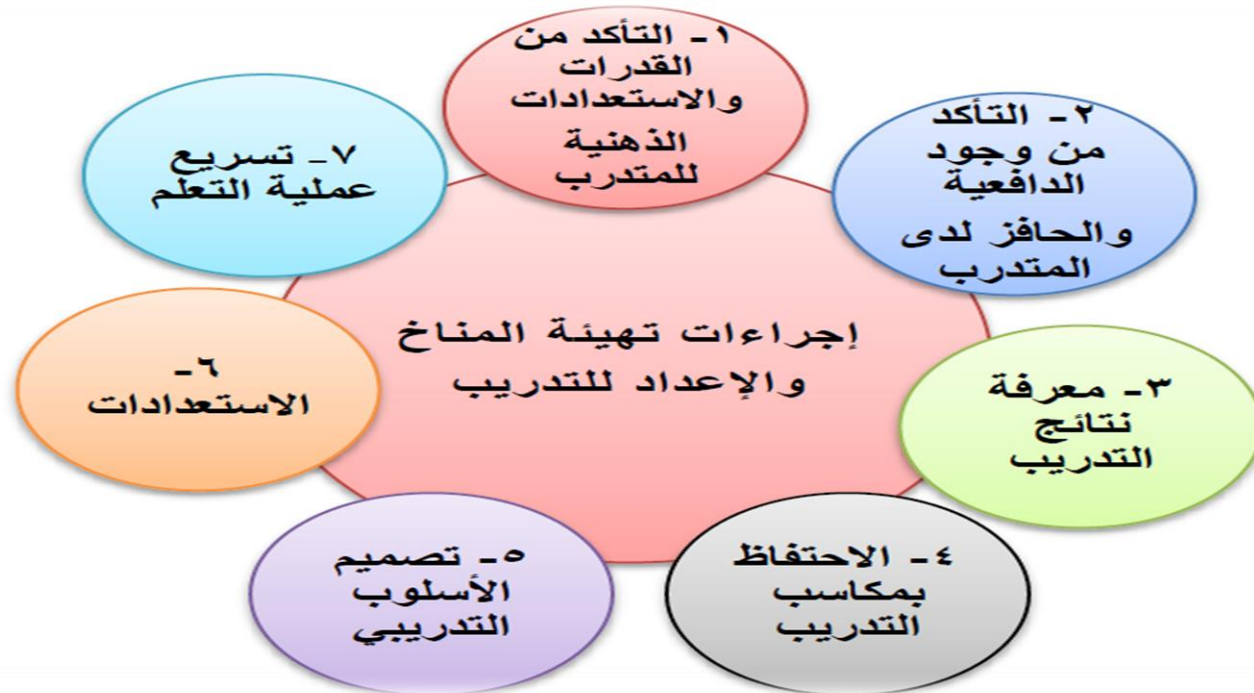 إجراءات تهيئة المناخ
والإعداد للتدريب
١- التأكد من
القدرات
والاستعدادات
الذهنية
للمتدرب
٢- التأكد
من وجود
الدافعية
والحافز لدى
المتدرب
٣- معرفة
نتائج
التدريب
٤- الاحتفاظ
بمكاسب
التدريب
٥- تصميم
الأسلوب
التدريبي
٦-
الاستعدادات
٧- تسريع
عملية التعلم